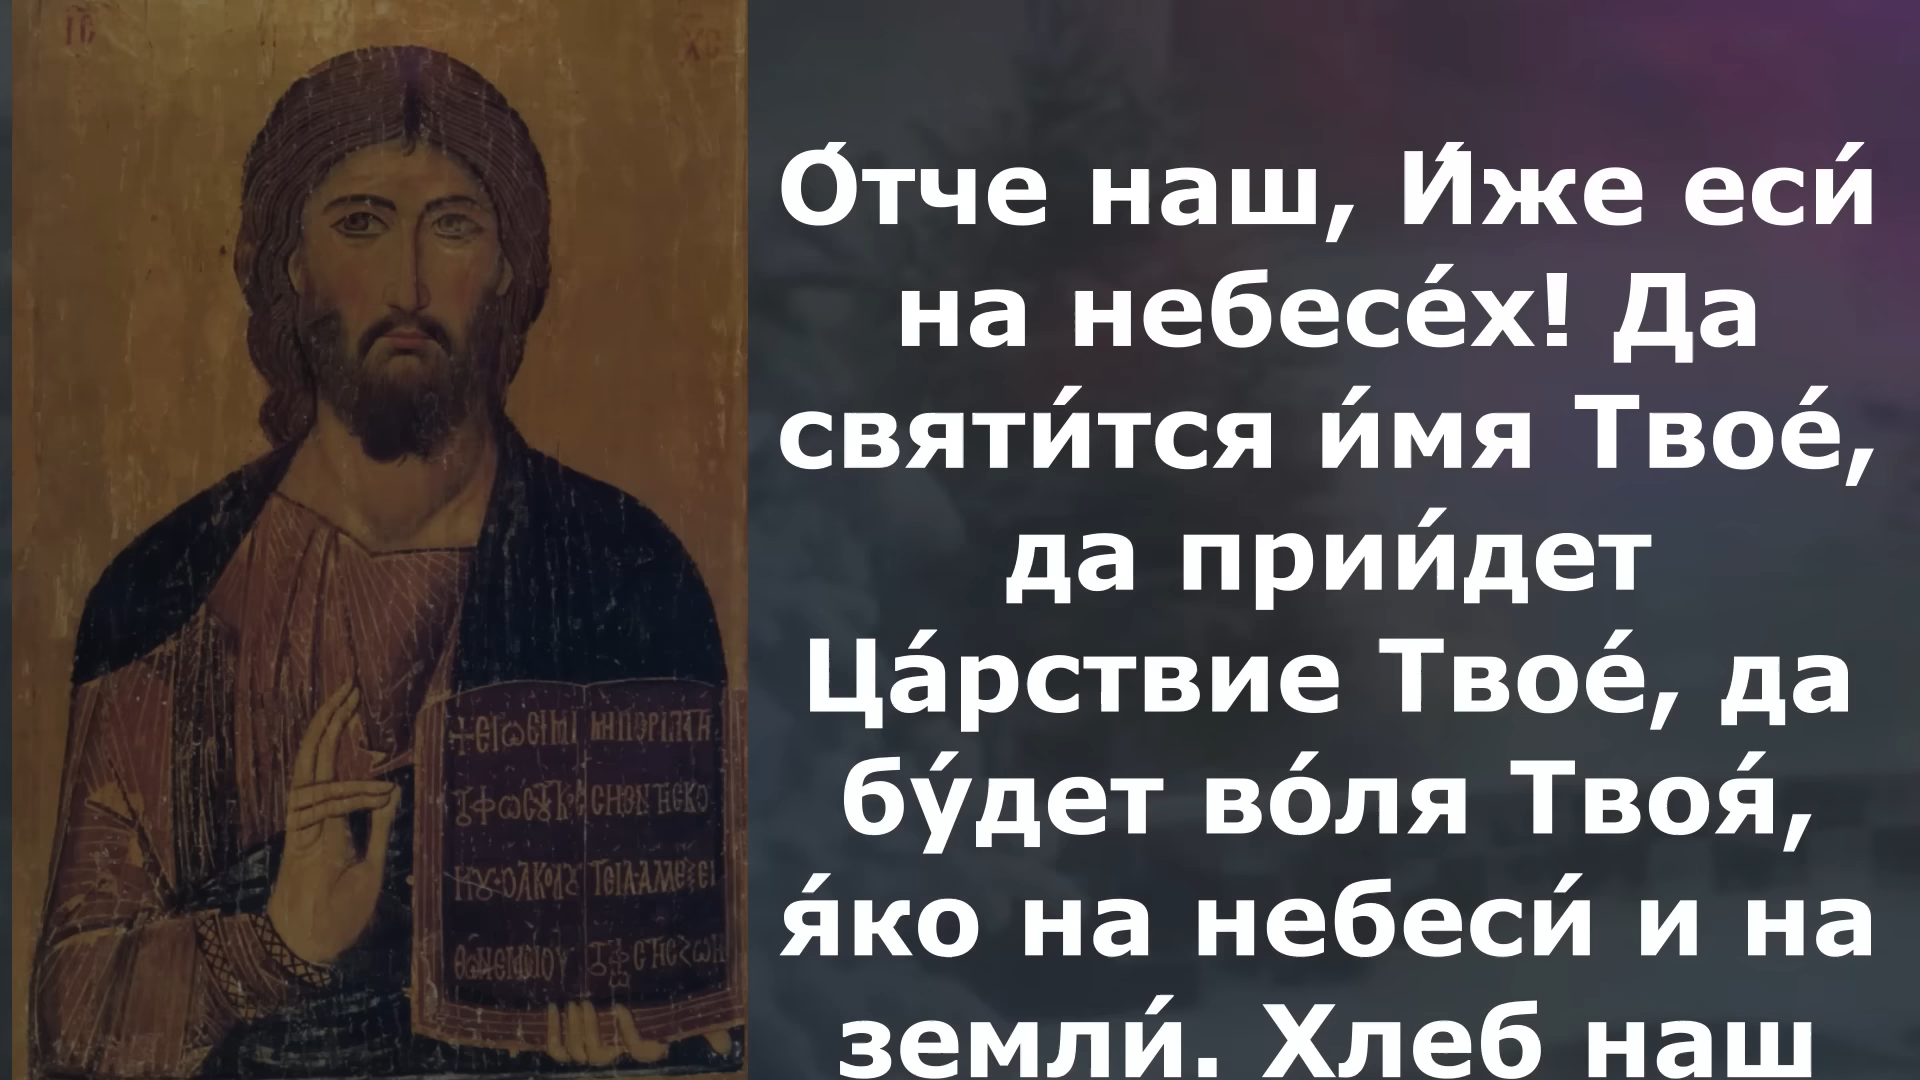 О́тче наш, И́же еси́
на небесе́х! Да
святи́тся и́мя Твое́,
да прии́дет
Ца́рствие Твое́, да
бу́дет во́ля Твоя́,
я́ко на небеси́ и на
земли́. Хлеб наш